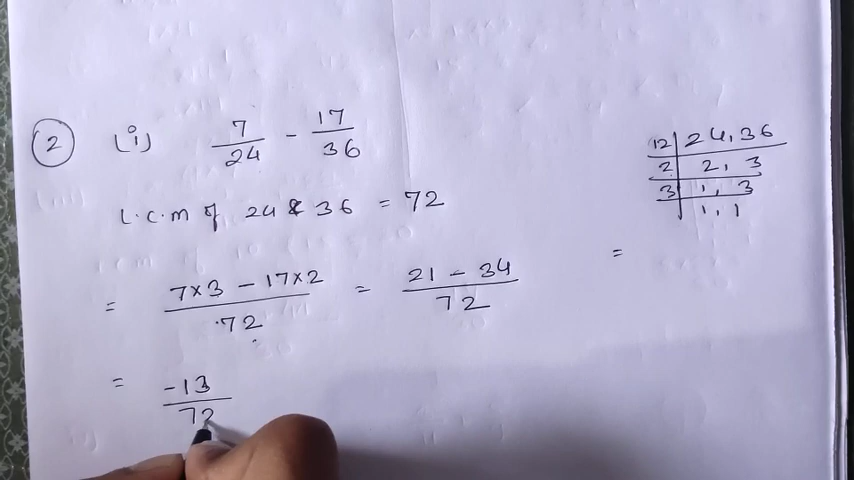 2 (i) 7/24 - 17/36
L.C.M of 24 & 36 = 72
= 7×3 - 17×2 / 72 = 21 - 34 / 72
= -13/72
12 | 24, 36
2 | 2, 3
3 | 1, 3
1, 1
=